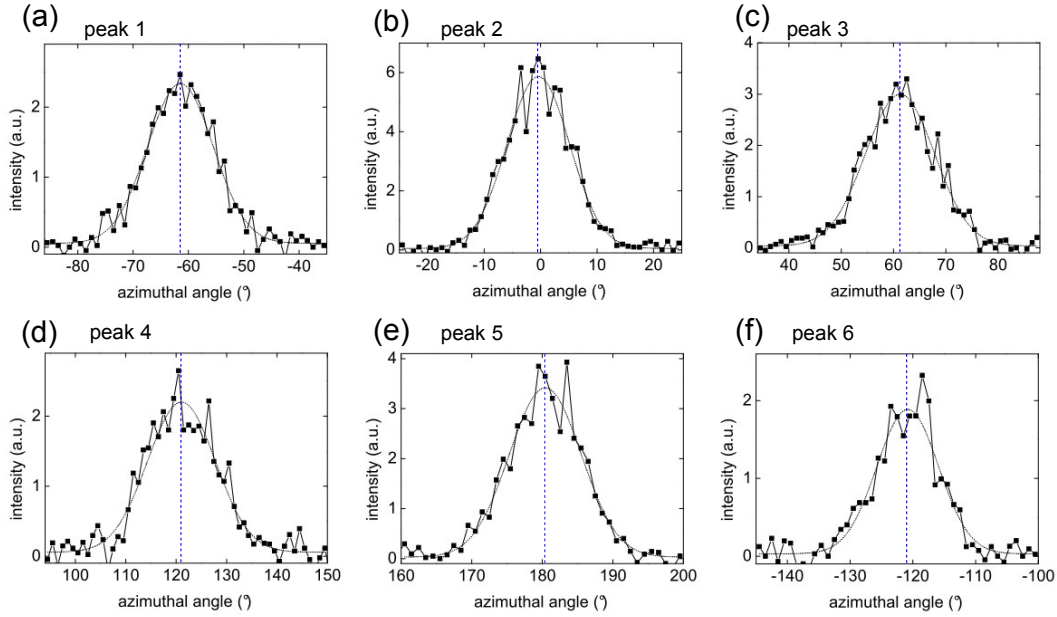 (a) peak 1
intensity (a.u.)
2
1
0
-80 -70 -60 -50 -40
azimuthal angle (°)
(b) peak 2
intensity (a.u.)
6
4
2
0
-20 -10 0 10 20
azimuthal angle (°)
(c) peak 3
intensity (a.u.)
4
3
2
1
0
40 50 60 70 80
azimuthal angle (°)
(d) peak 4
intensity (a.u.)
2
1
0
100 110 120 130 140 150
azimuthal angle (°)
(e) peak 5
intensity (a.u.)
4
3
2
1
0
160 170 180 190 200
azimuthal angle (°)
(f) peak 6
intensity (a.u.)
2
1
0
-140 -130 -120 -110 -100
azimuthal angle (°)